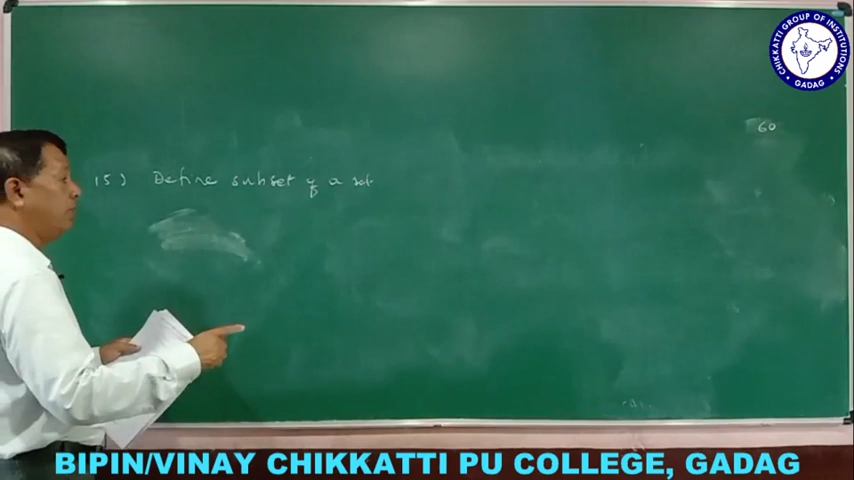 CHIKKATTI GROUP OF INSTITUTIONS
GADAG
60
15) Define subset of a set.
BIPIN/VINAY CHIKKATTI PU COLLEGE, GADAG